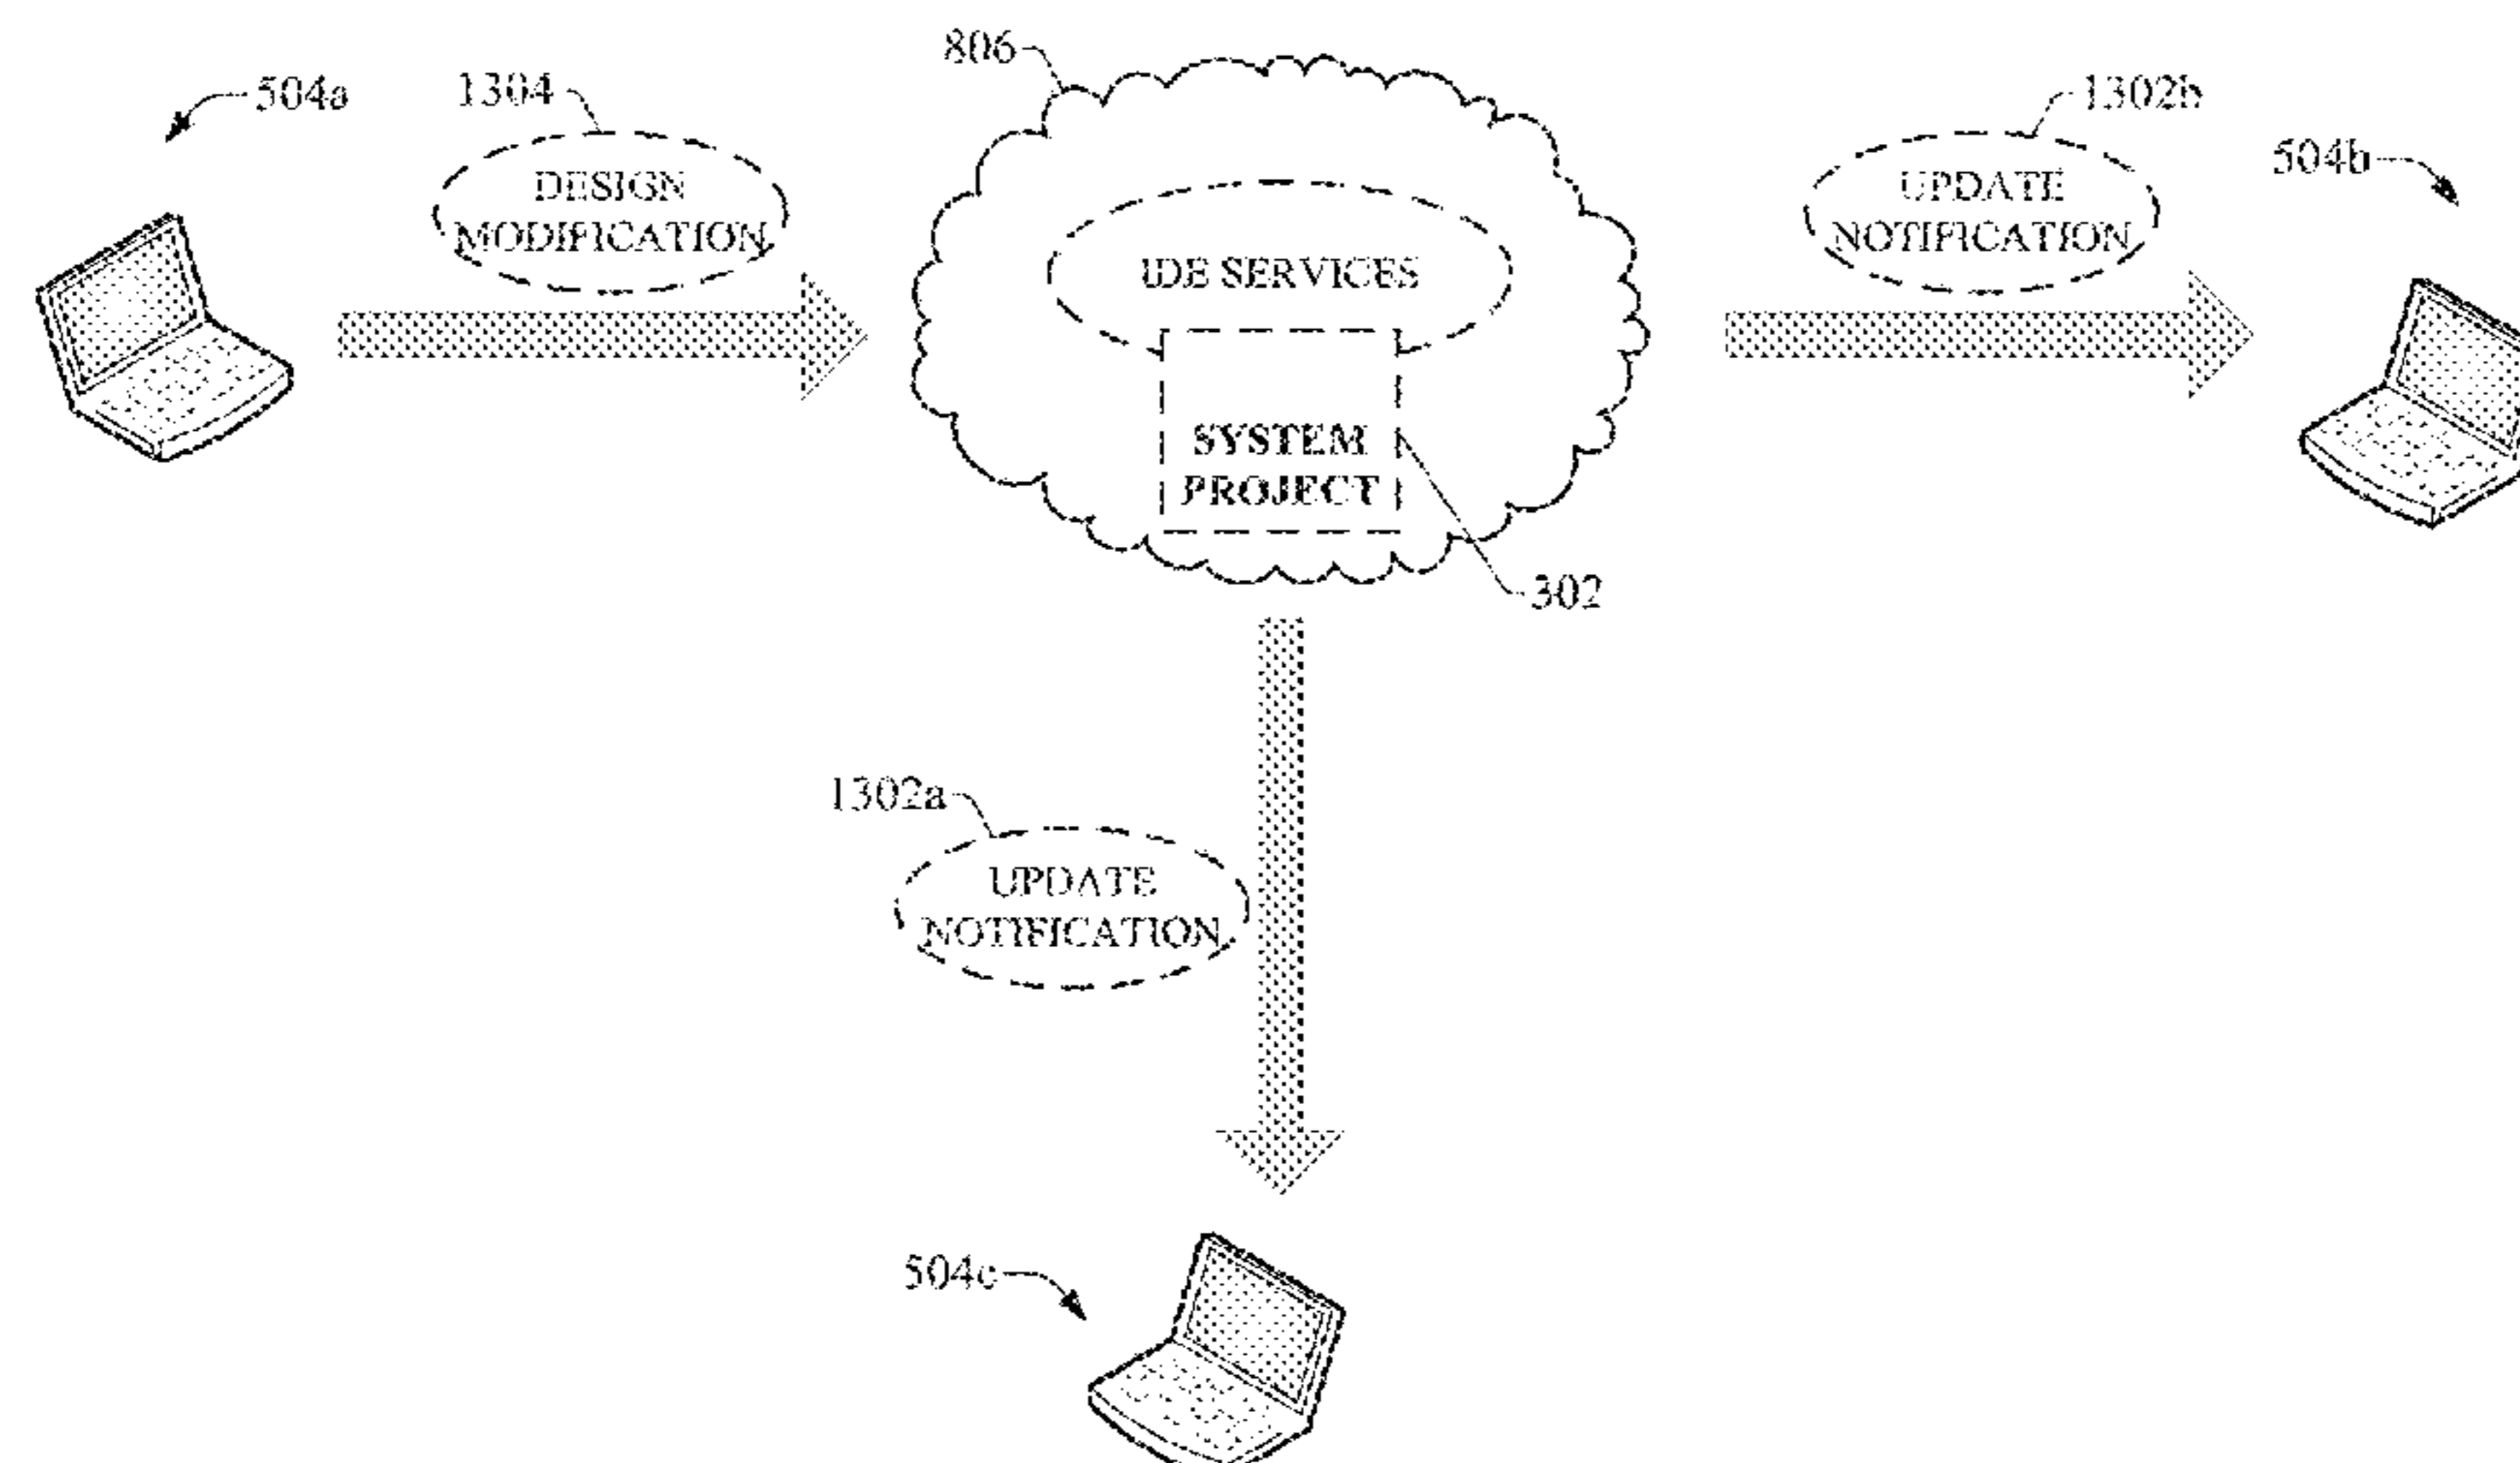 806
504a
1304
1302b
504b
DESIGN
MODIFICATION
IDE SERVICES
UPDATE
NOTIFICATION
SYSTEM
PROJECT
302
1302a
UPDATE
NOTIFICATION
504c